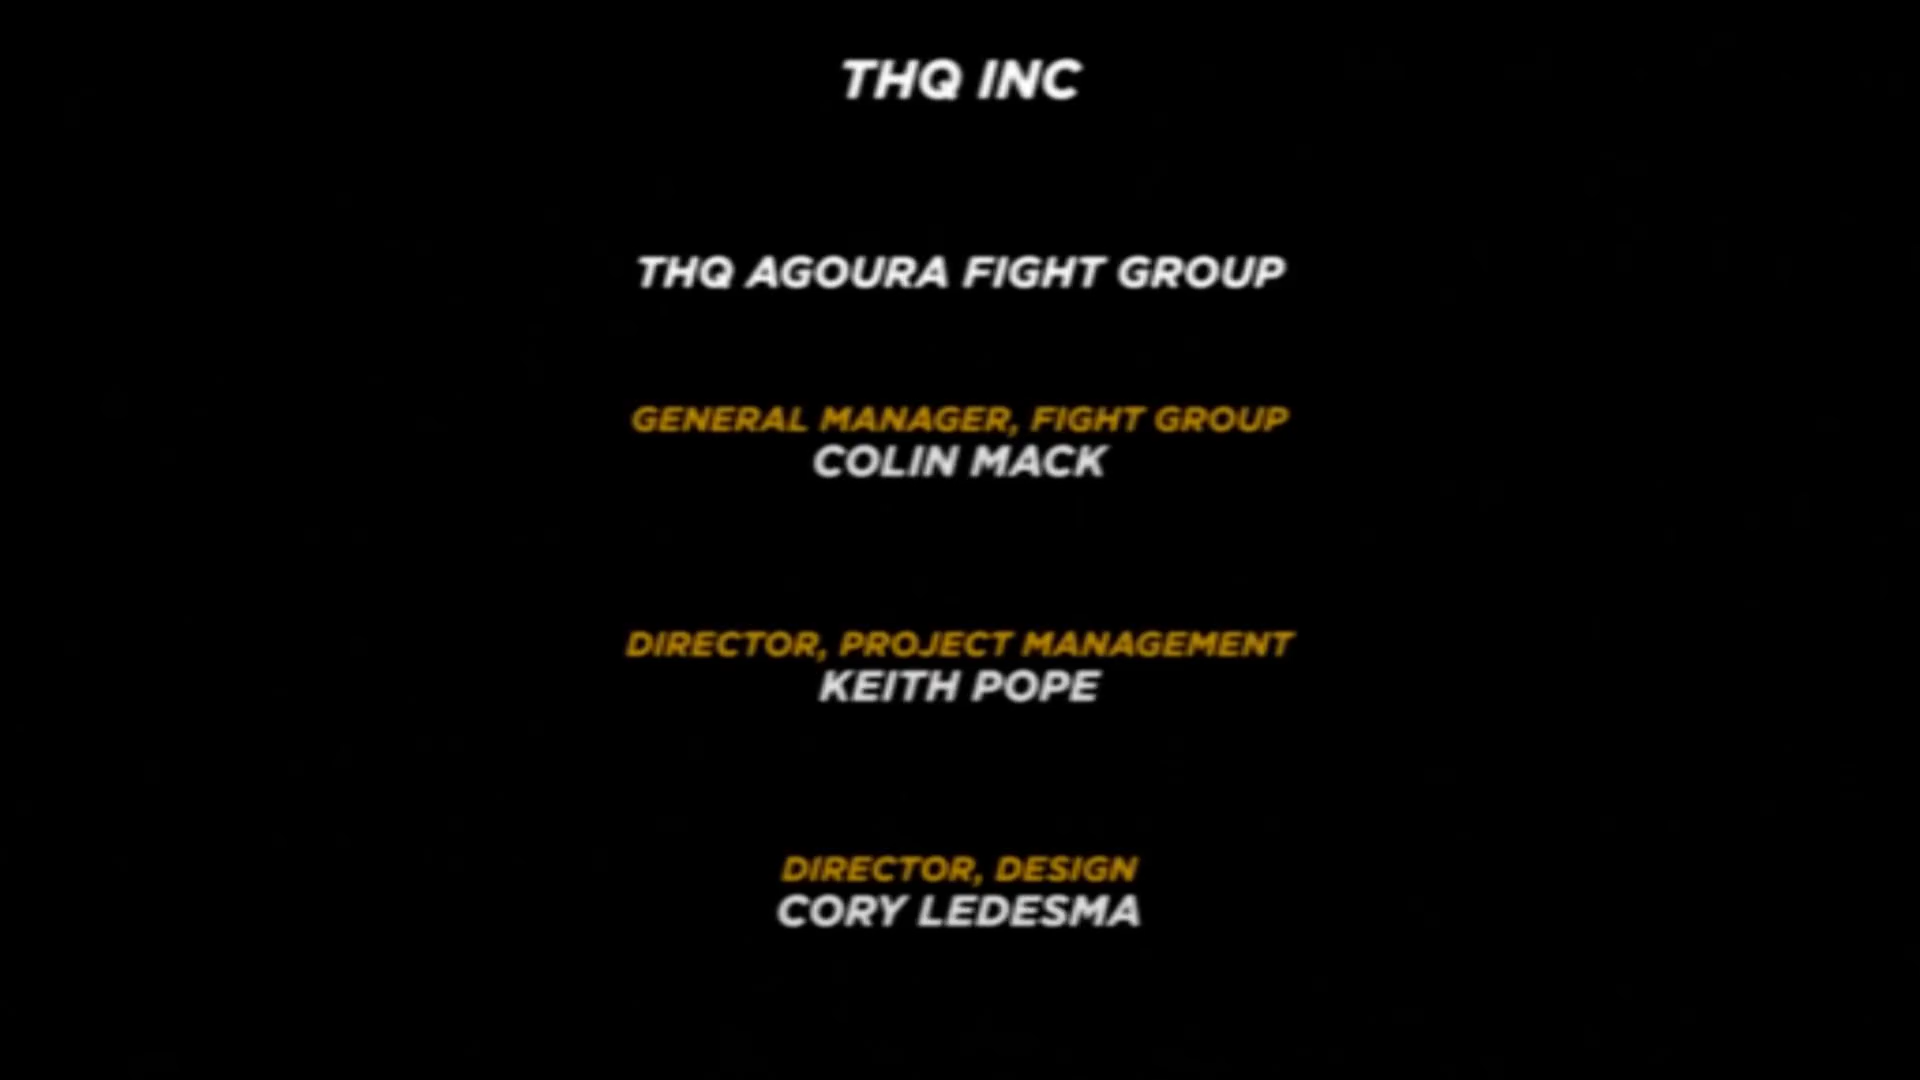 THQ INC
THQ AGOURA FIGHT GROUP
GENERAL MANAGER, FIGHT GROUP
COLIN MACK
DIRECTOR, PROJECT MANAGEMENT
KEITH POPE
DIRECTOR, DESIGN
CORY LEDESMA